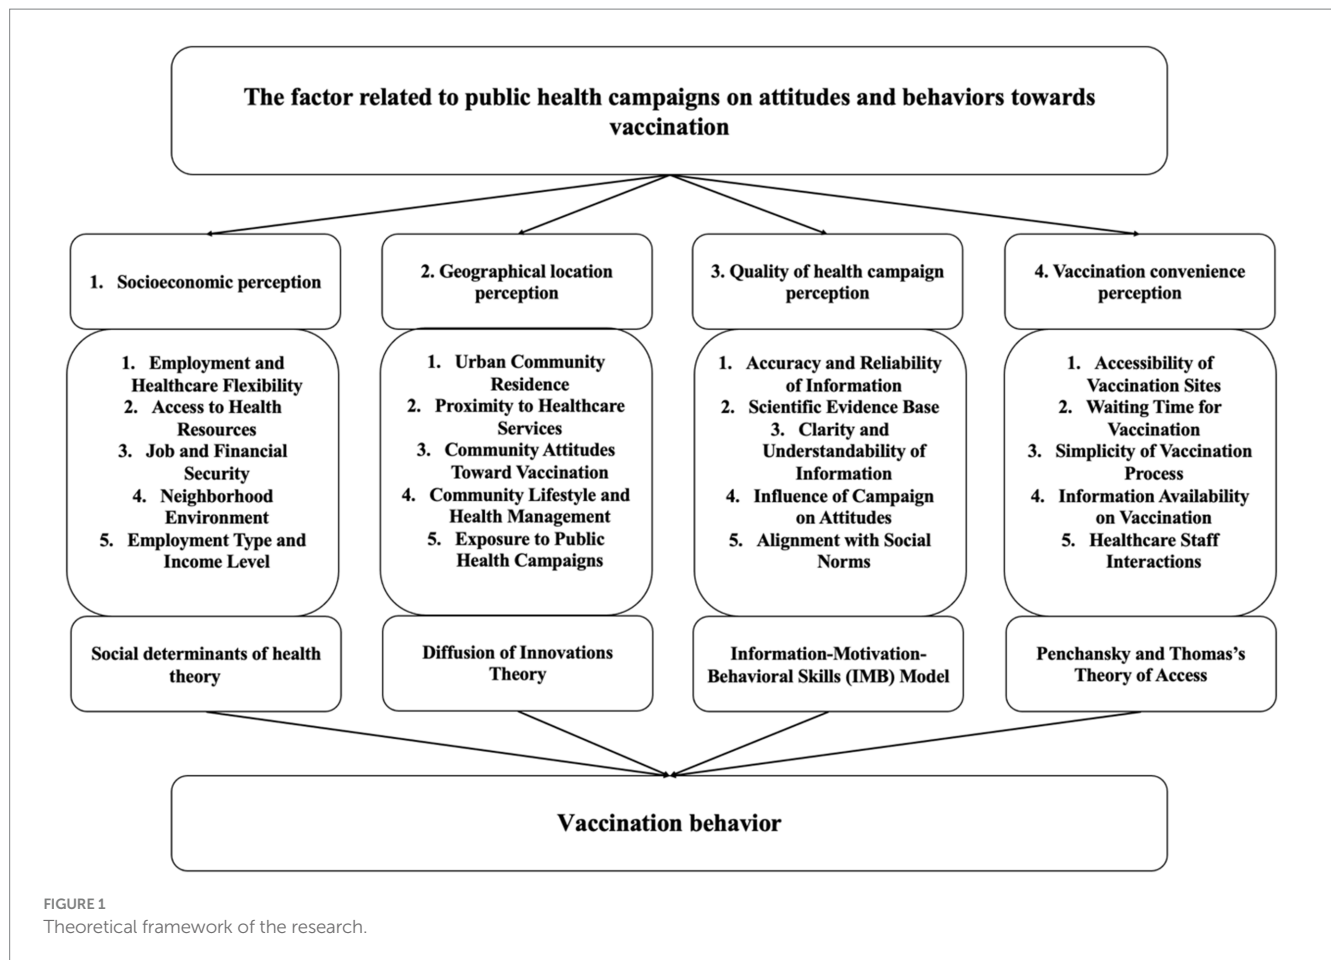 The factor related to public health campaigns on attitudes and behaviors towards
vaccination
1. Socioeconomic perception
2. Geographical location
perception
3. Quality of health campaign
perception
4. Vaccination convenience
perception
1. Employment and
Healthcare Flexibility
2. Access to Health
Resources
3. Job and Financial
Security
4. Neighborhood
Environment
5. Employment Type and
Income Level
1. Urban Community
Residence
2. Proximity to Healthcare
Services
3. Community Attitudes
Toward Vaccination
4. Community Lifestyle and
Health Management
5. Exposure to Public
Health Campaigns
1. Accuracy and Reliability
of Information
2. Scientific Evidence Base
3. Clarity and
Understandability of
Information
4. Influence of Campaign
on Attitudes
5. Alignment with Social
Norms
1. Accessibility of
Vaccination Sites
2. Waiting Time for
Vaccination
3. Simplicity of Vaccination
Process
4. Information Availability
on Vaccination
5. Healthcare Staff
Interactions
Social determinants of health
theory
Diffusion of Innovations
Theory
Information-Motivation-
Behavioral Skills (IMB) Model
Penchansky and Thomas’s
Theory of Access
Vaccination behavior
FIGURE 1
Theoretical framework of the research.